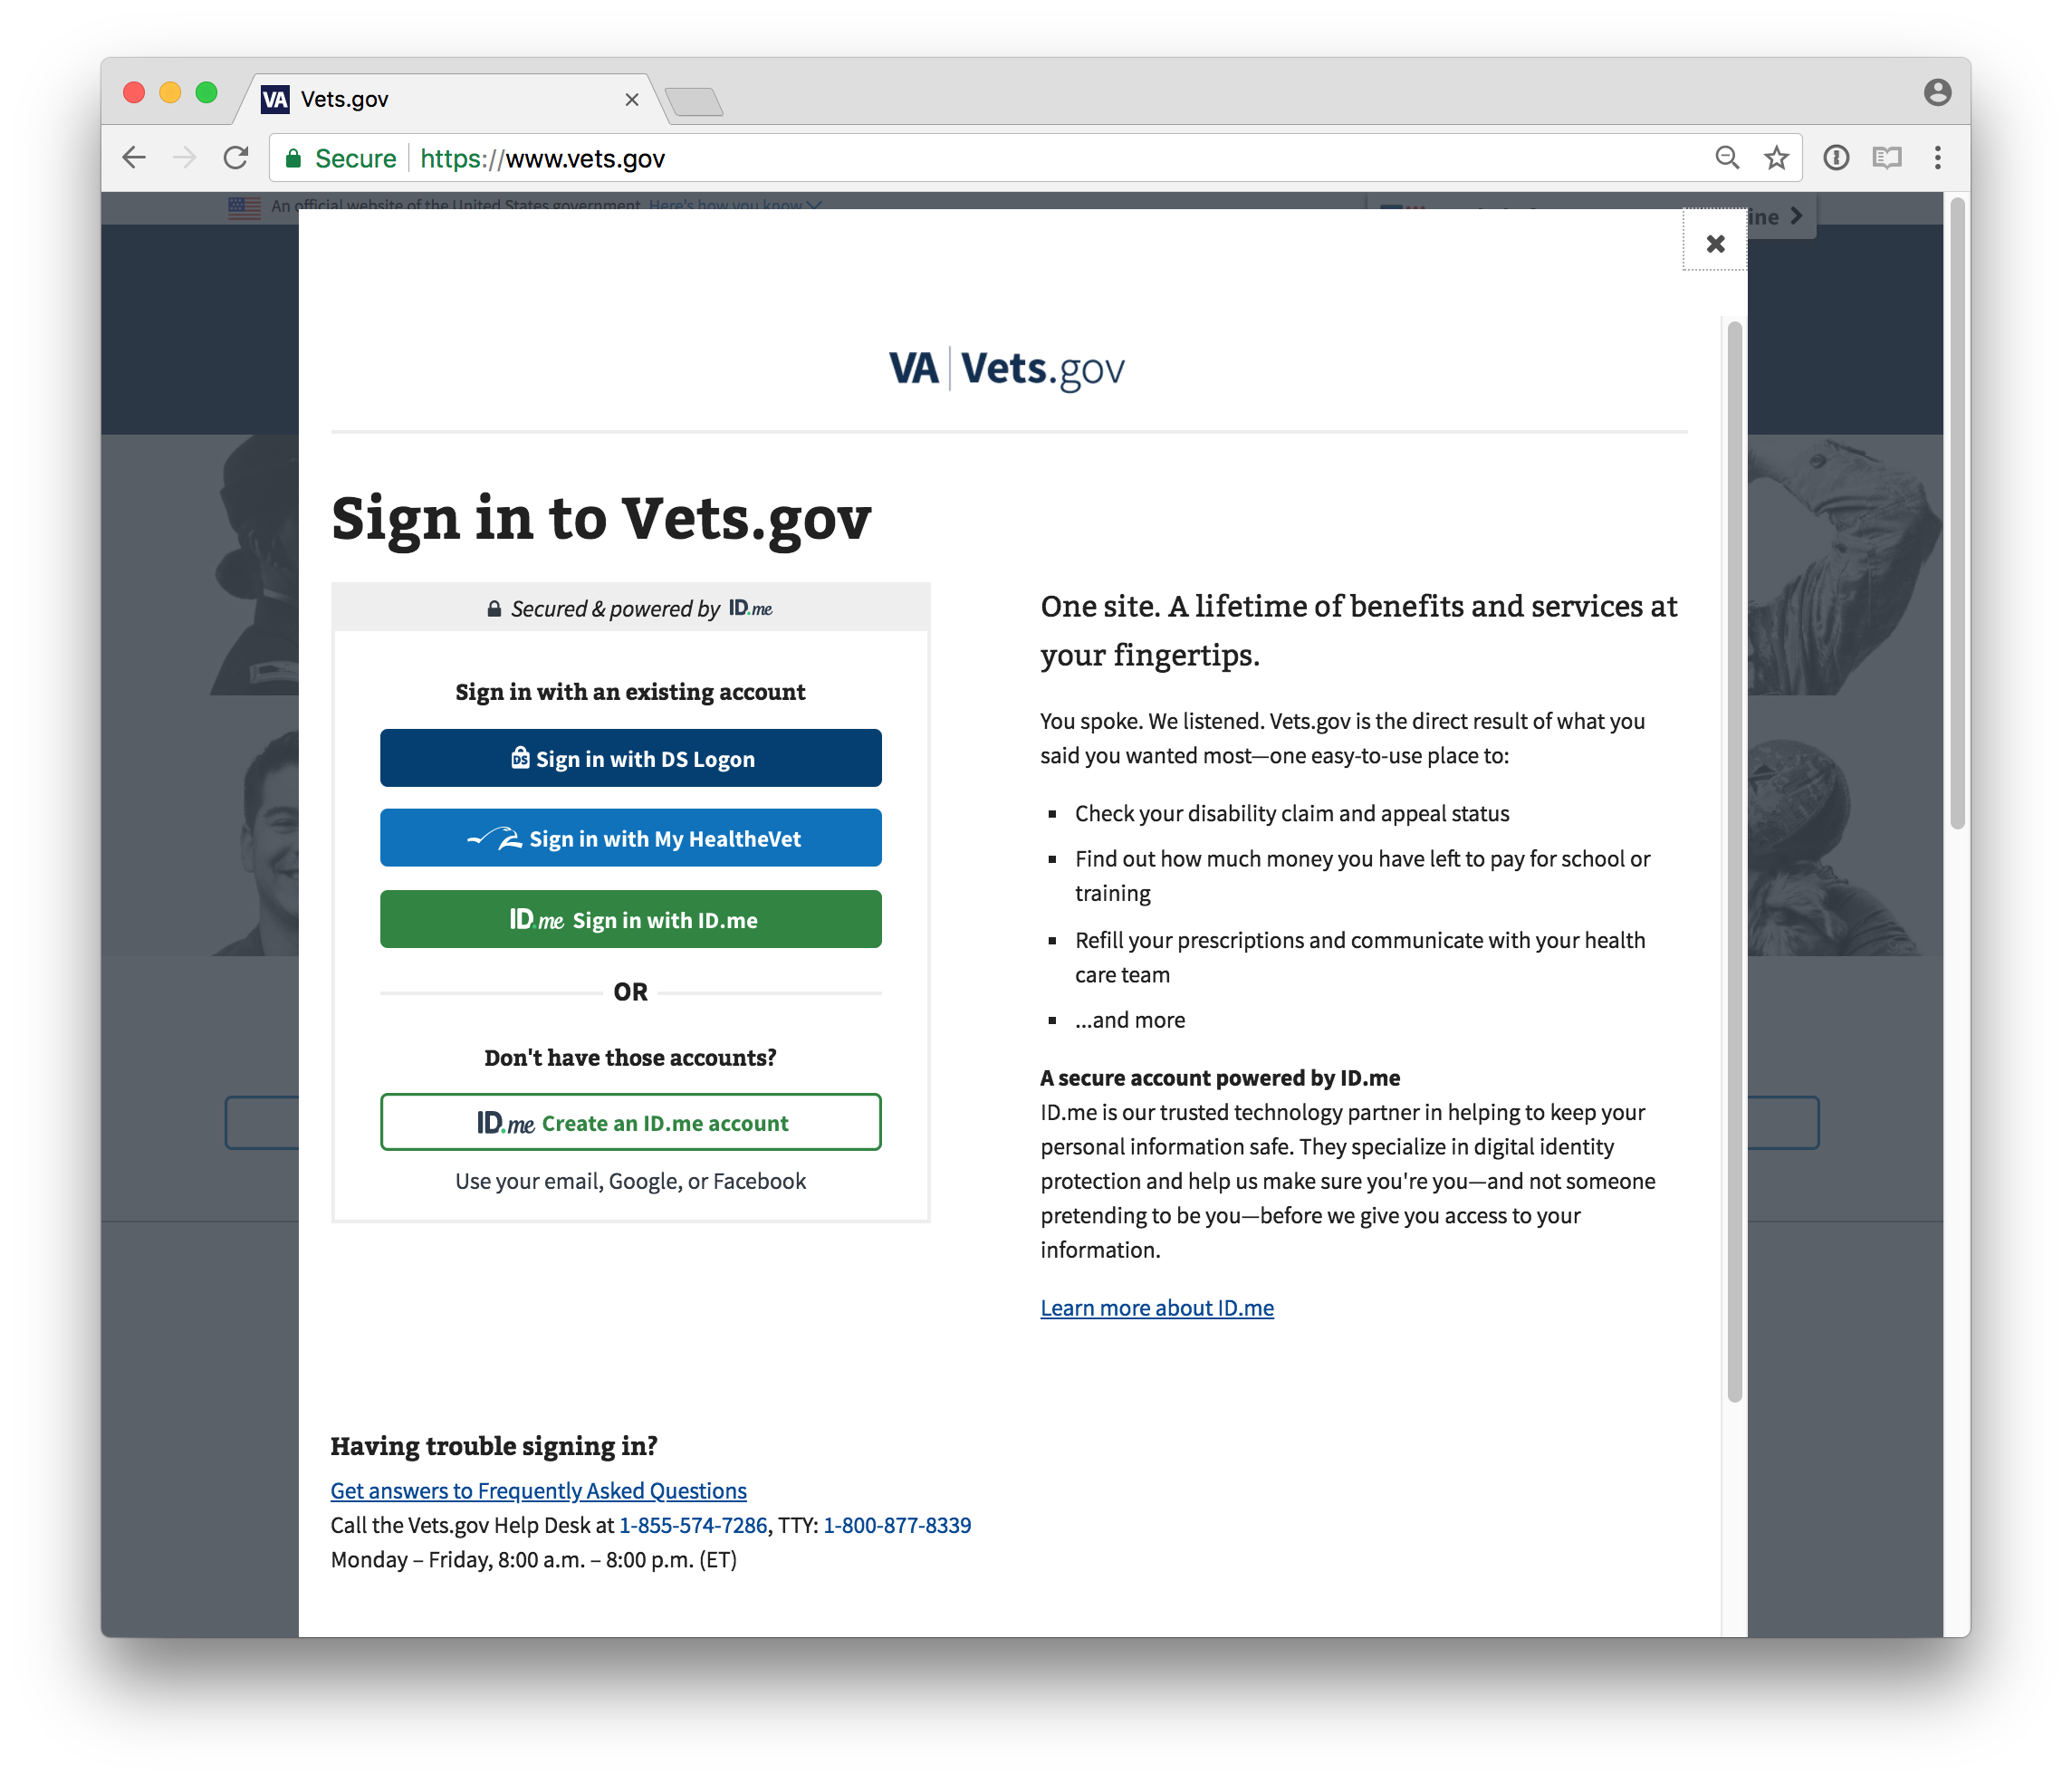 VA Vets.gov
Secure https://www.vets.gov
An official website of the United States government Here's how you know
ine
VA Vets.gov
Sign in to Vets.gov
Secured & powered by ID.me
Sign in with an existing account
DS Sign in with DS Logon
Sign in with My HealtheVet
ID.me Sign in with ID.me
OR
Don't have those accounts?
ID.me Create an ID.me account
Use your email, Google, or Facebook
One site. A lifetime of benefits and services at
your fingertips.
You spoke. We listened. Vets.gov is the direct result of what you
said you wanted most—one easy-to-use place to:
Check your disability claim and appeal status
Find out how much money you have left to pay for school or
training
Refill your prescriptions and communicate with your health
care team
...and more
A secure account powered by ID.me
ID.me is our trusted technology partner in helping to keep your
personal information safe. They specialize in digital identity
protection and help us make sure you're you—and not someone
pretending to be you—before we give you access to your
information.
Learn more about ID.me
Having trouble signing in?
Get answers to Frequently Asked Questions
Call the Vets.gov Help Desk at 1-855-574-7286, TTY: 1-800-877-8339
Monday – Friday, 8:00 a.m. – 8:00 p.m. (ET)